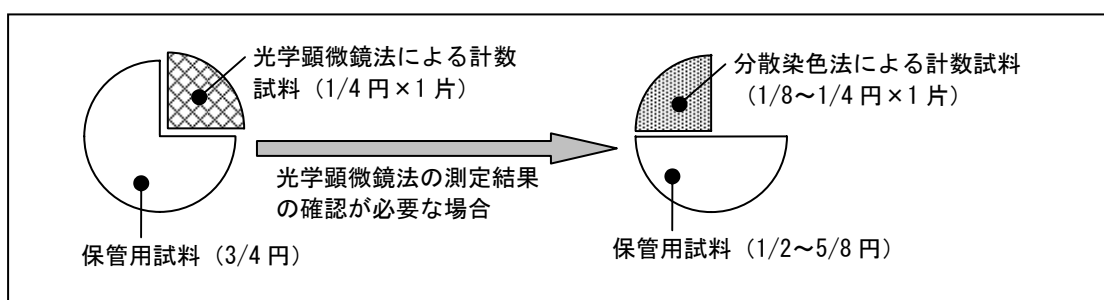 光学顕微鏡法による計数
試料（1/4 円×1 片）
保管用試料（3/4 円）
光学顕微鏡法の測定結果
の確認が必要な場合
分散染色法による計数試料
（1/8～1/4 円×1 片）
保管用試料（1/2～5/8 円）